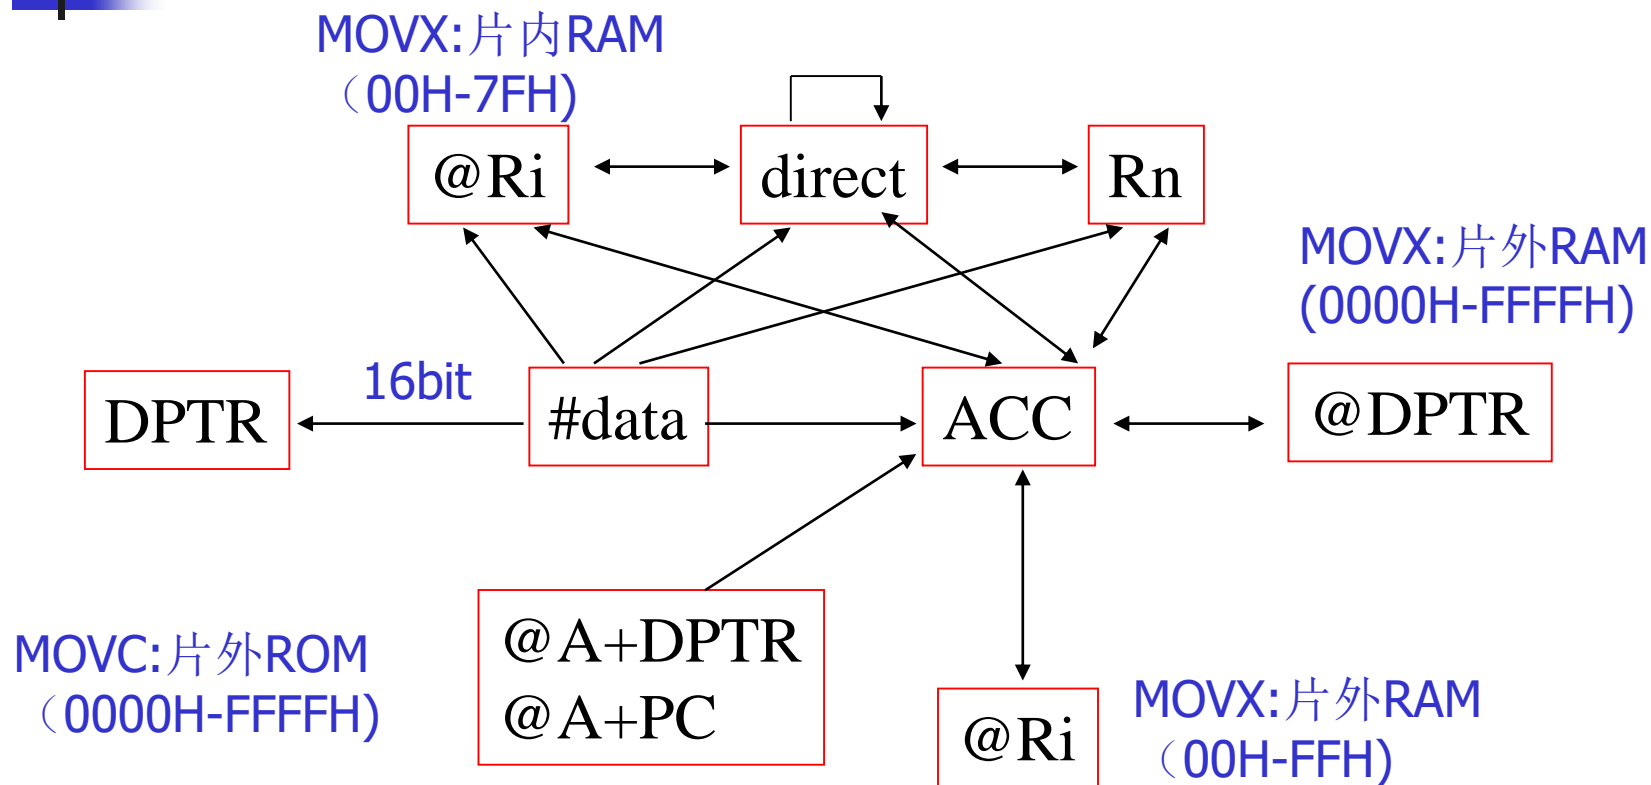 MOVX:片内RAM
（00H-7FH)
@Ri
direct
Rn
MOVX:片外RAM
(0000H-FFFFH)
DPTR
16bit
#data
ACC
@DPTR
MOVC:片外ROM
（0000H-FFFFH)
@A+DPTR
@A+PC
@Ri
MOVX:片外RAM
（00H-FFH)